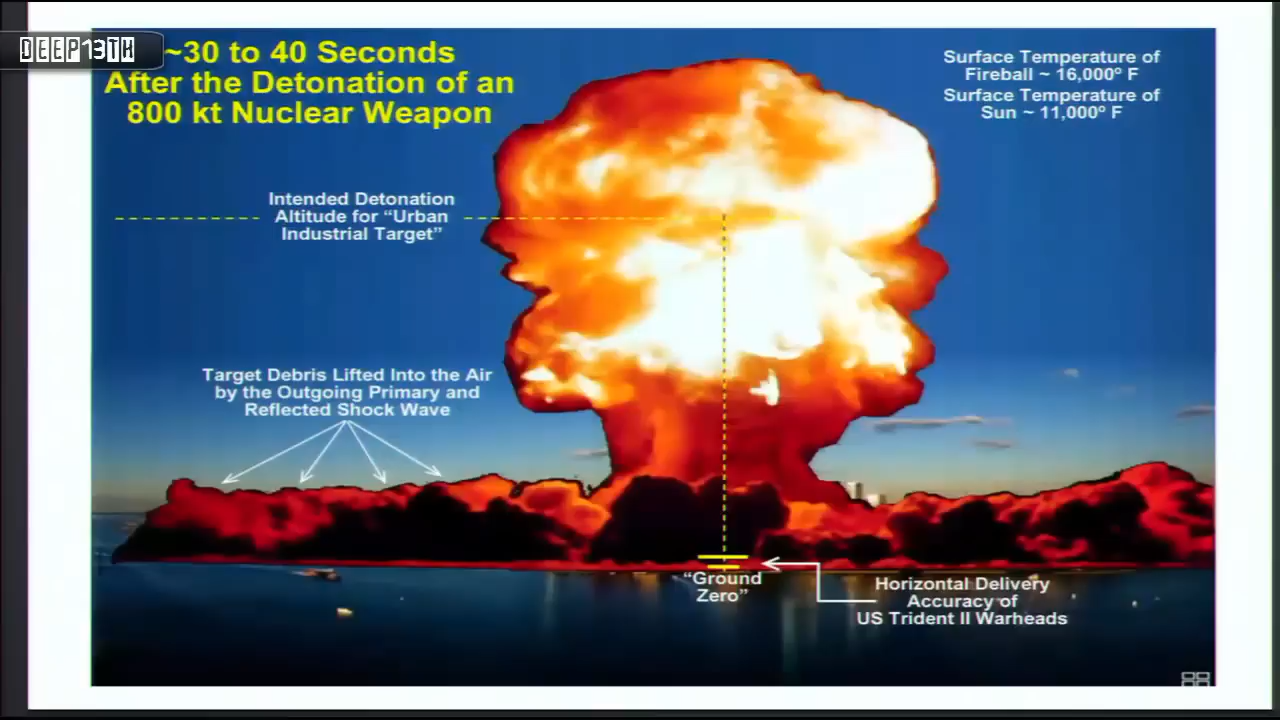 DEEP13TH
~30 to 40 Seconds
After the Detonation of an
800 kt Nuclear Weapon
Surface Temperature of
Fireball ~ 16,000º F
Surface Temperature of
Sun ~ 11,000º F
Intended Detonation
Altitude for “Urban
Industrial Target”
Target Debris Lifted Into the Air
by the Outgoing Primary and
Reflected Shock Wave
“Ground
Zero”
Horizontal Delivery
Accuracy of
US Trident II Warheads